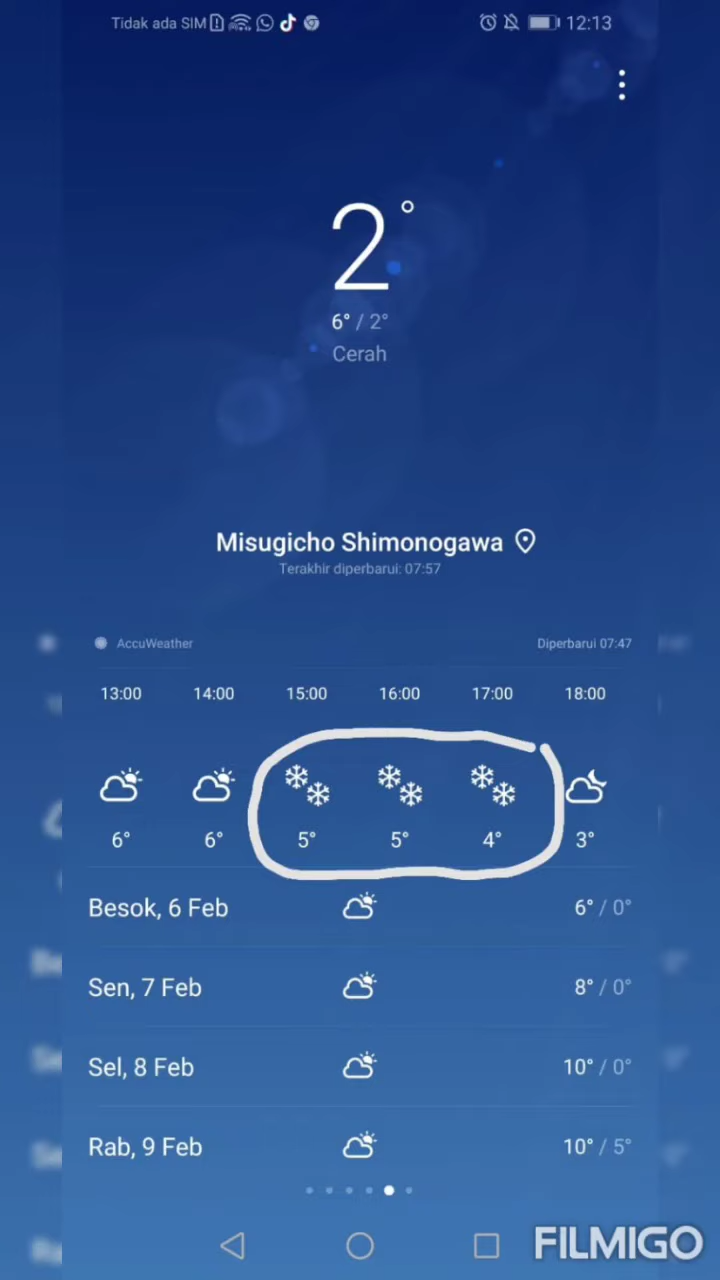 Tidak ada SIM 12:13
2°
6° / 2°
Cerah
Misugicho Shimonogawa
Terakhir diperbarui: 07:57
AccuWeather Diperbarui 07:47
13:00 14:00 15:00 16:00 17:00 18:00
6° 6° 5° 5° 4° 3°
Besok, 6 Feb 6° / 0°
Sen, 7 Feb 8° / 0°
Sel, 8 Feb 10° / 0°
Rab, 9 Feb 10° / 5°
FILMIGO